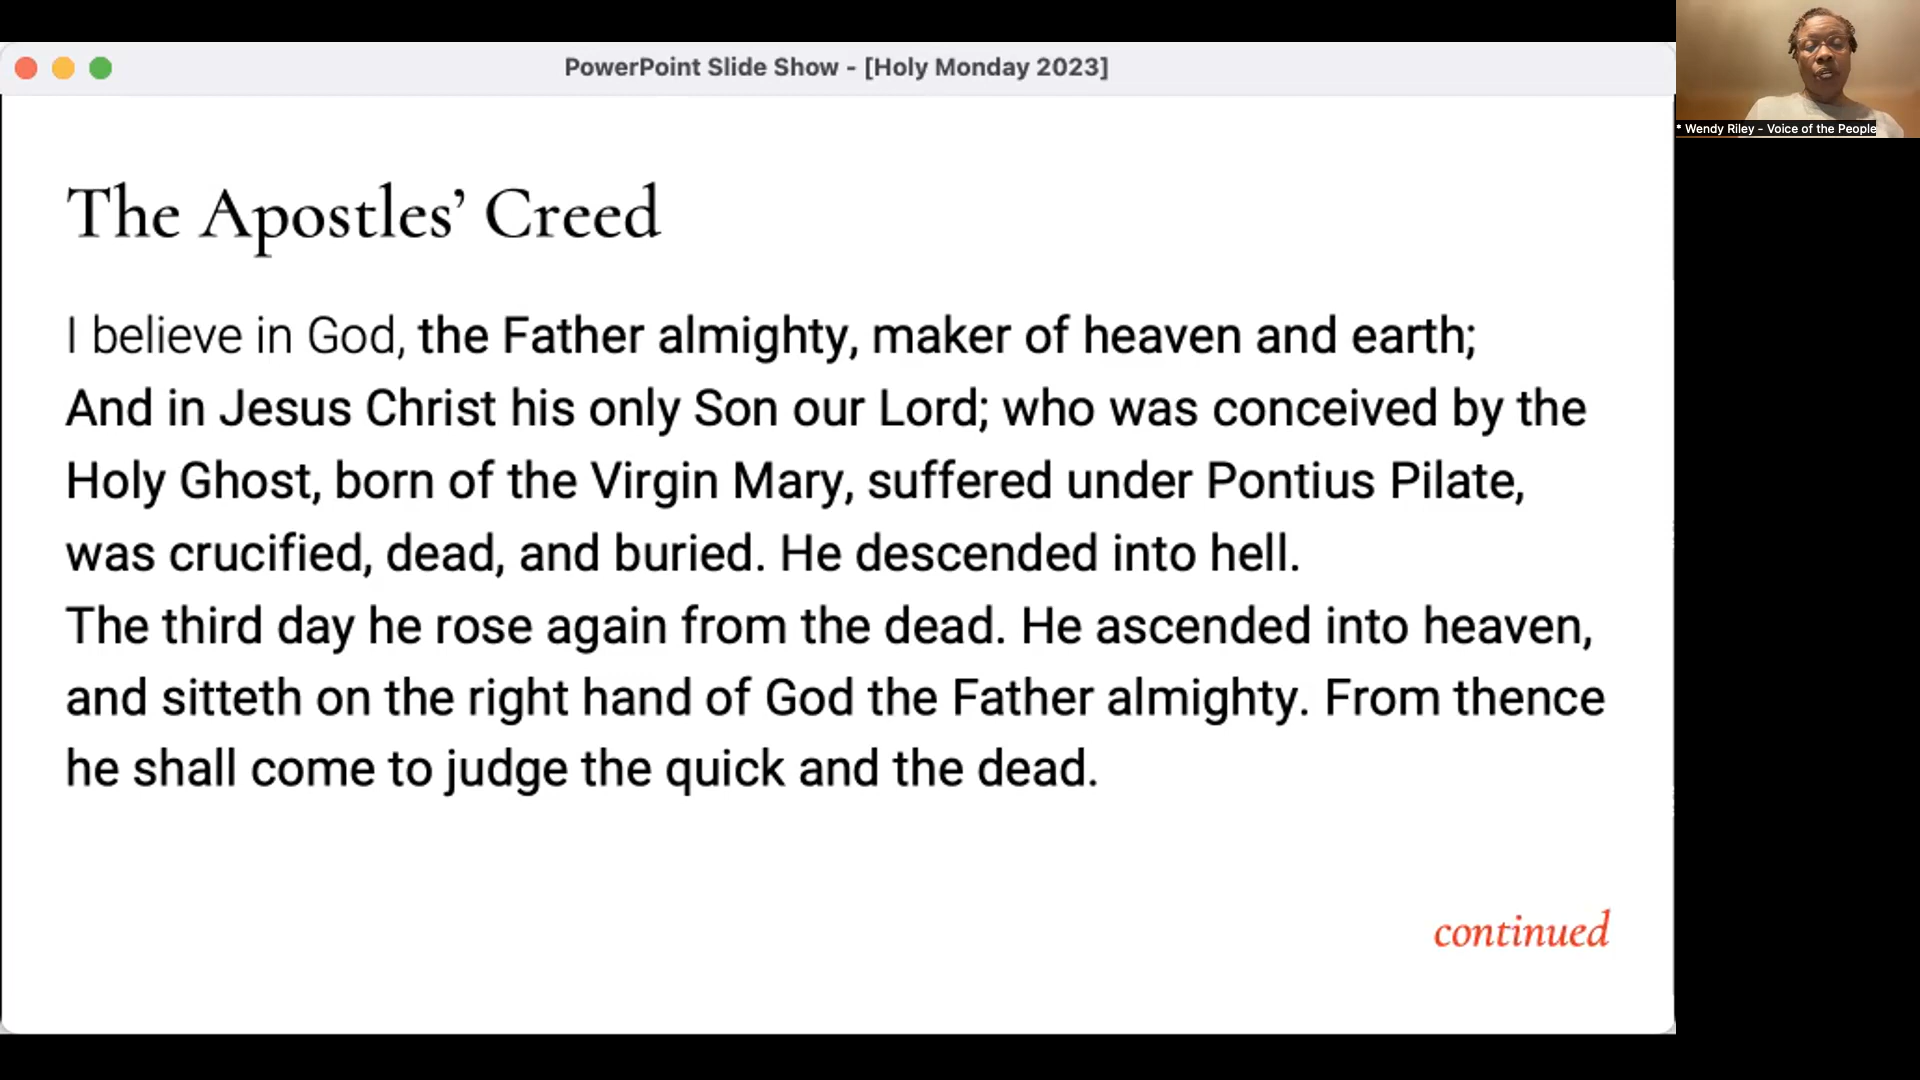 PowerPoint Slide Show - [Holy Monday 2023]
* Wendy Riley - Voice of the People
The Apostles’ Creed
I believe in God, the Father almighty, maker of heaven and earth;
And in Jesus Christ his only Son our Lord; who was conceived by the
Holy Ghost, born of the Virgin Mary, suffered under Pontius Pilate,
was crucified, dead, and buried. He descended into hell.
The third day he rose again from the dead. He ascended into heaven,
and sitteth on the right hand of God the Father almighty. From thence
he shall come to judge the quick and the dead.
continued